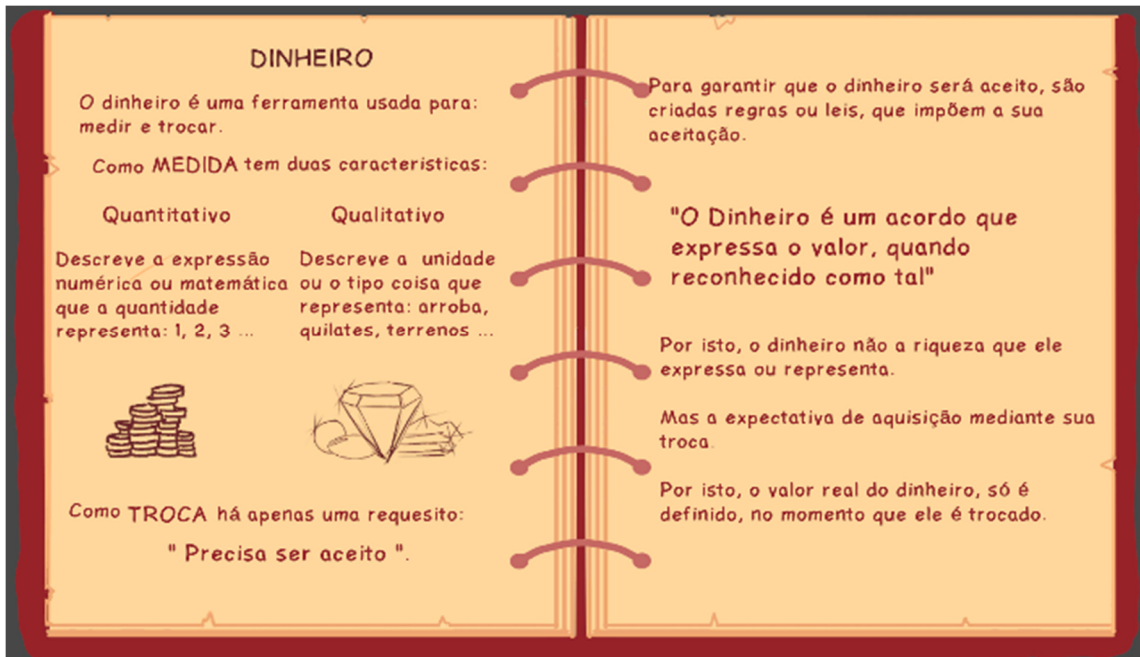 DINHEIRO
O dinheiro é uma ferramenta usada para:
medir e trocar.
Como MEDIDA tem duas caracteristicas:
Quantitativo
Descreve a expressão
numérica ou matemática
que a quantidade
representa: 1, 2, 3 ...
Qualitativo
Descreve a unidade
ou o tipo coisa que
representa: arroba,
quilates, terrenos ...
Como TROCA há apenas uma requesito:
" Precisa ser aceito ".
Para garantir que o dinheiro será aceito, são
criadas regras ou leis, que impõem a sua
aceitação.
"O Dinheiro é um acordo que
expressa o valor, quando
reconhecido como tal"
Por isto, o dinheiro não a riqueza que ele
expressa ou representa.
Mas a expectativa de aquisição mediante sua
troca.
Por isto, o valor real do dinheiro, só é
definido, no momento que ele é trocado.